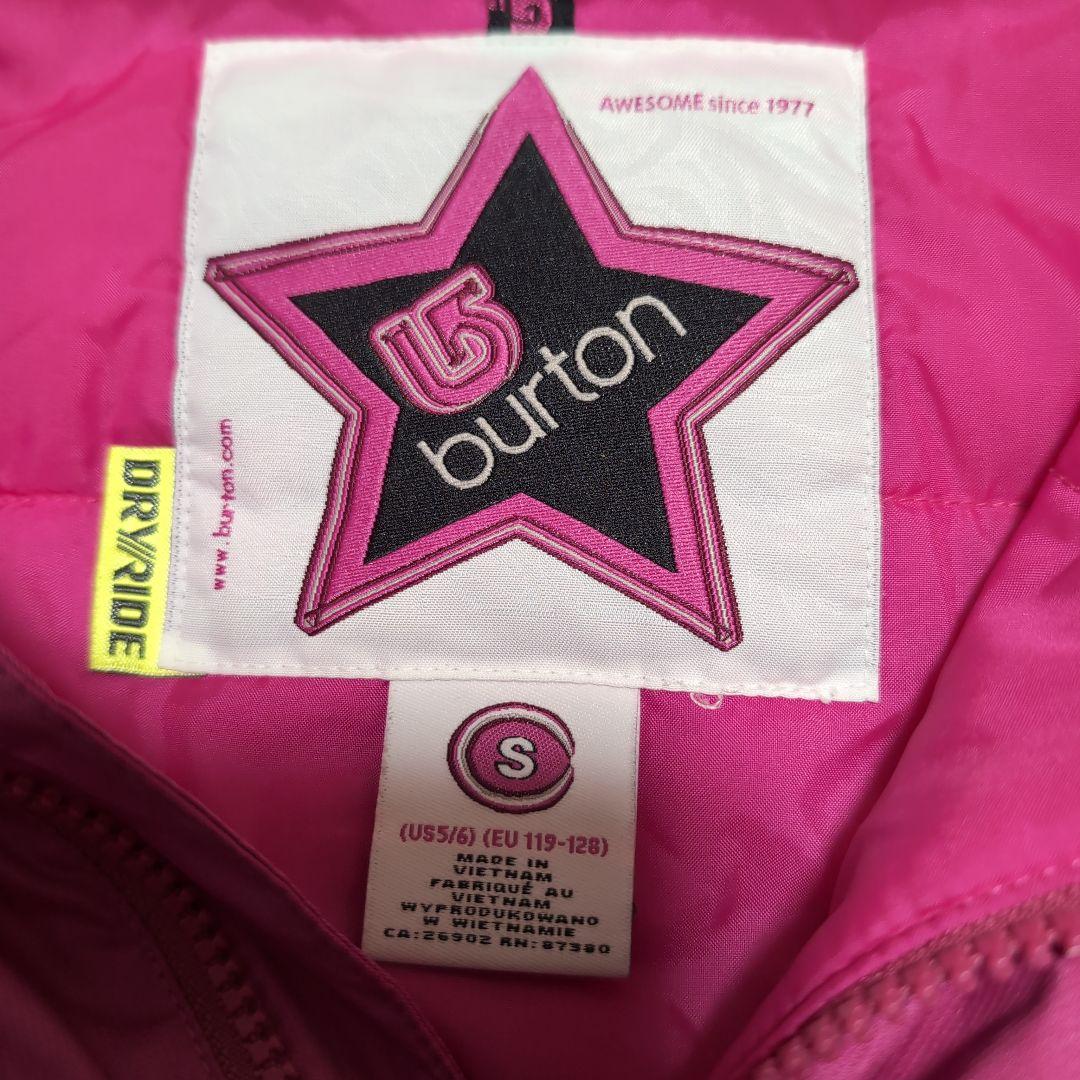 AWESOME since 1977
burton
www.burton.com
DRY//RIDE
S
(US5/6) (EU 119-128)
MADE IN
VIETNAM
FABRIQUÉ AU
VIETNAM
WYPRODUKOWANO
W WIETNAMIE
CA:26902 RN:87380